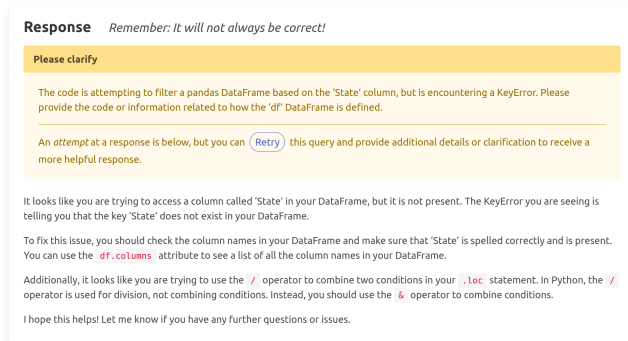 Response Remember: It will not always be correct!
Please clarify
The code is attempting to filter a pandas DataFrame based on the ‘State’ column, but is encountering a KeyError. Please
provide the code or information related to how the ‘df’ DataFrame is defined.
An attempt at a response is below, but you can Retry this query and provide additional details or clarification to receive a
more helpful response.
It looks like you are trying to access a column called ‘State’ in your DataFrame, but it is not present. The KeyError you are seeing is
telling you that the key ‘State’ does not exist in your DataFrame.
To fix this issue, you should check the column names in your DataFrame and make sure that ‘State’ is spelled correctly and is present.
You can use the df.columns attribute to see a list of all the column names in your DataFrame.
Additionally, it looks like you are trying to use the / operator to combine two conditions in your .loc statement. In Python, the /
operator is used for division, not combining conditions. Instead, you should use the & operator to combine conditions.
I hope this helps! Let me know if you have any further questions or issues.